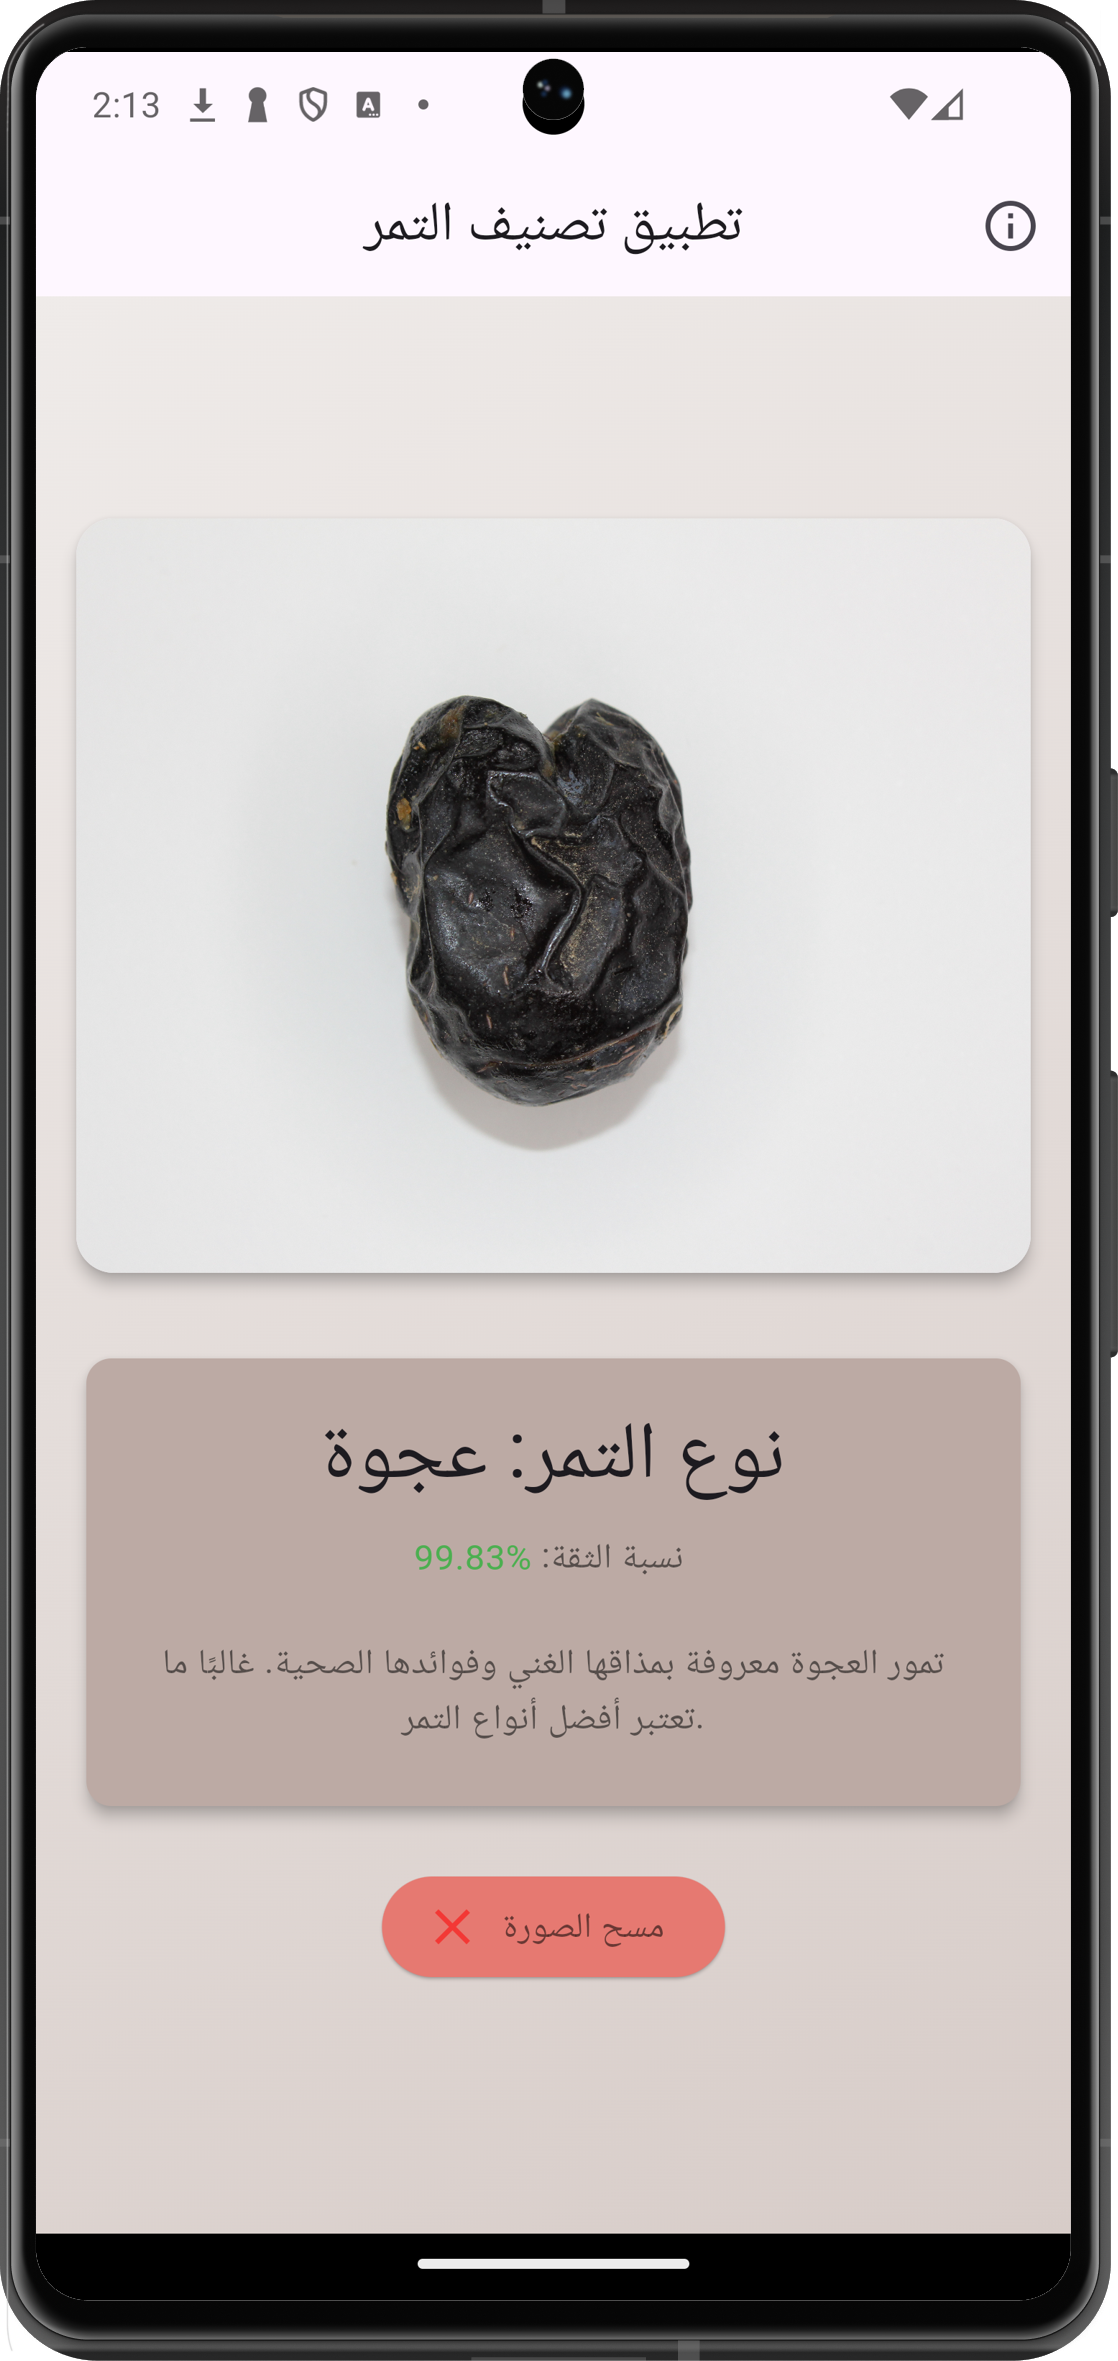 2:13
تطبيق تصنيف التمر
نوع التمر: عجوة
نسبة الثقة: 99.83%
تمور العجوة معروفة بمذاقها الغني وفوائدها الصحية. غالبًا ما
.تعتبر أفضل أنواع التمر
مسح الصورة